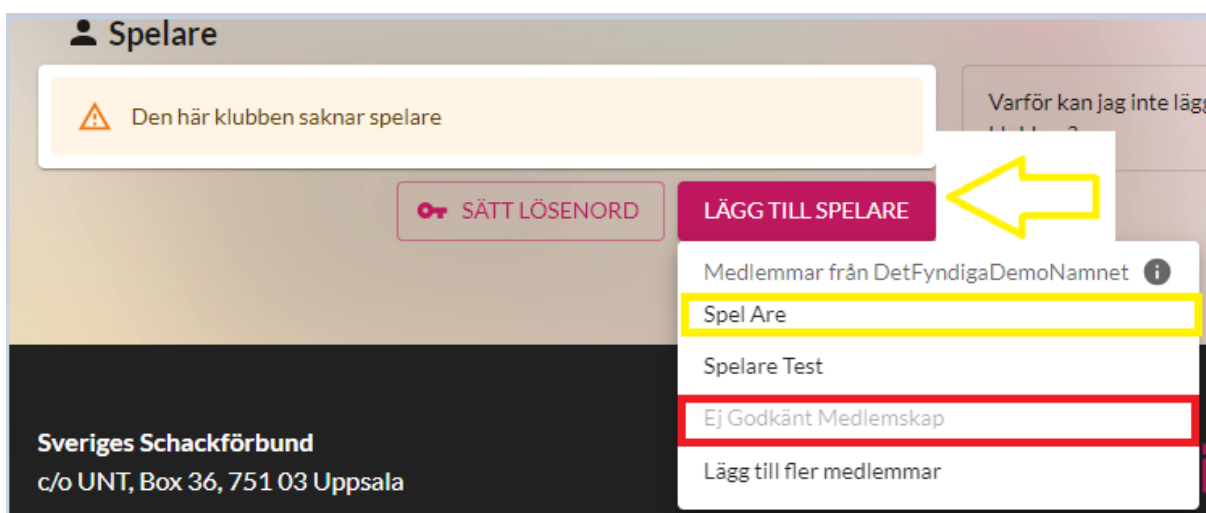 Spelare
Den här klubben saknar spelare
Varför kan jag inte lägg
SÄTT LÖSENORD
LÄGG TILL SPELARE
Medlemmar från DetFyndigaDemoNamnet
Spel Are
Spelare Test
Ej Godkänt Medlemskap
Lägg till fler medlemmar
Sveriges Schackförbund
c/o UNT, Box 36, 751 03 Uppsala